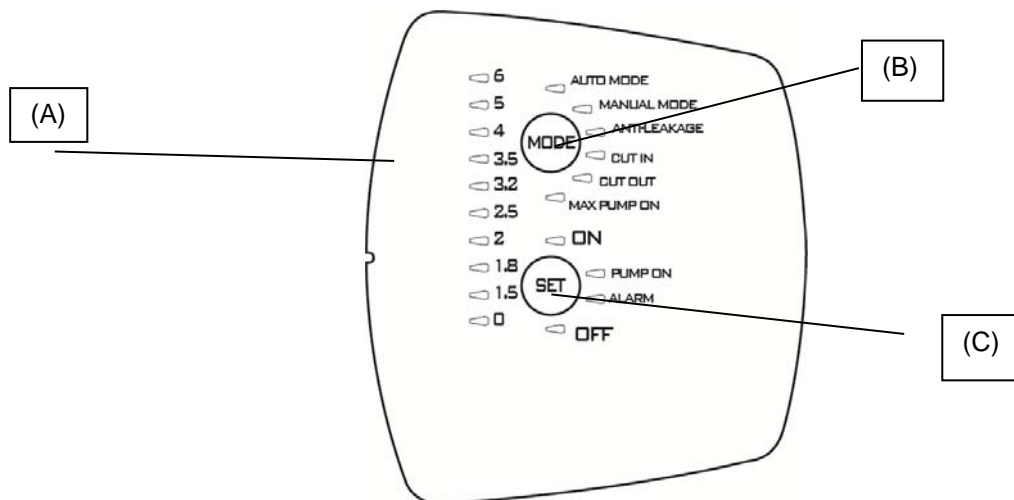 (A)
6
5
4
3.5
3.2
2.5
2
1.8
1.5
0
AUTO MODE
MANUAL MODE
ANTI-LEAKAGE
MODE
CUT IN
CUT OUT
MAX PUMP ON
ON
SET
PUMP ON
ALARM
OFF
(B)
(C)